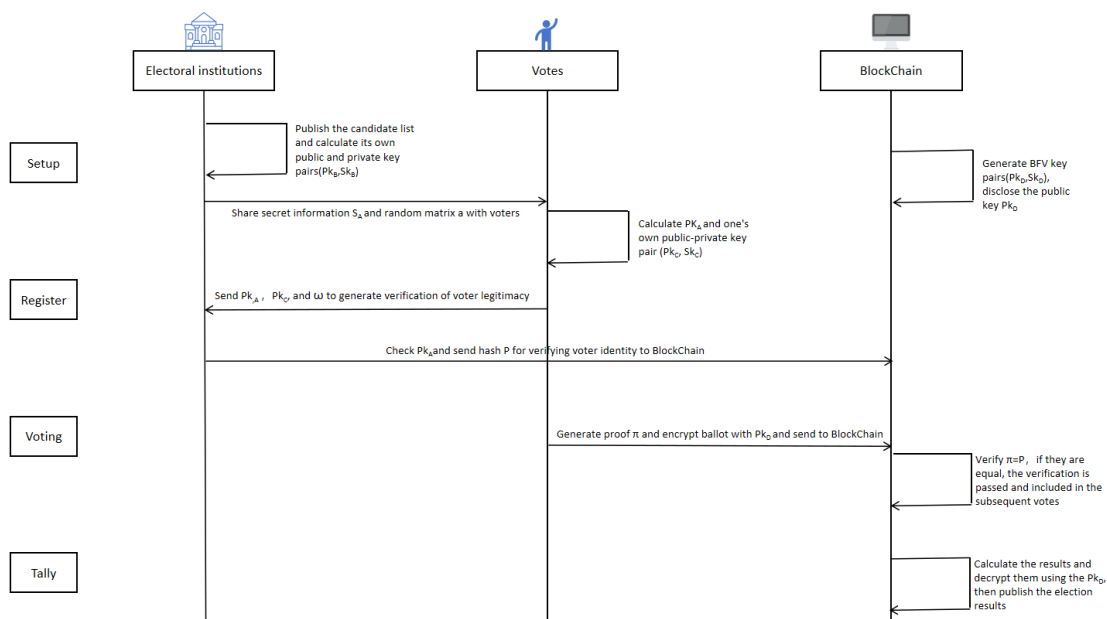 Electoral institutions
Votes
BlockChain
Setup
Publish the candidate list
and calculate its own
public and private key
pairs(Pk_B,Sk_B)
Generate BFV key
pairs(Pk_D,Sk_D),
disclose the public
key Pk_D
Share secret information S_A and random matrix a with voters
Calculate PK_A and one's
own public-private key
pair (Pk_C, Sk_C)
Register
Send Pk_A， Pk_C, and ω to generate verification of voter legitimacy
Check Pk_A and send hash P for verifying voter identity to BlockChain
Voting
Generate proof π and encrypt ballot with Pk_D and send to BlockChain
Verify π=P，if they are
equal, the verification is
passed and included in the
subsequent votes
Tally
Calculate the results and
decrypt them using the Pk_D,
then publish the election
results